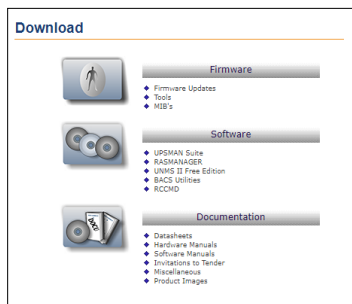 Download
Firmware
Firmware Updates
Tools
MIB's
Software
UPSMAN Suite
RASMANAGER
UNMS II Free Edition
BACS Utilities
RCCMD
DOCS
Documentation
Datasheets
Hardware Manuals
Software Manuals
Invitations to Tender
Miscellaneous
Product Images